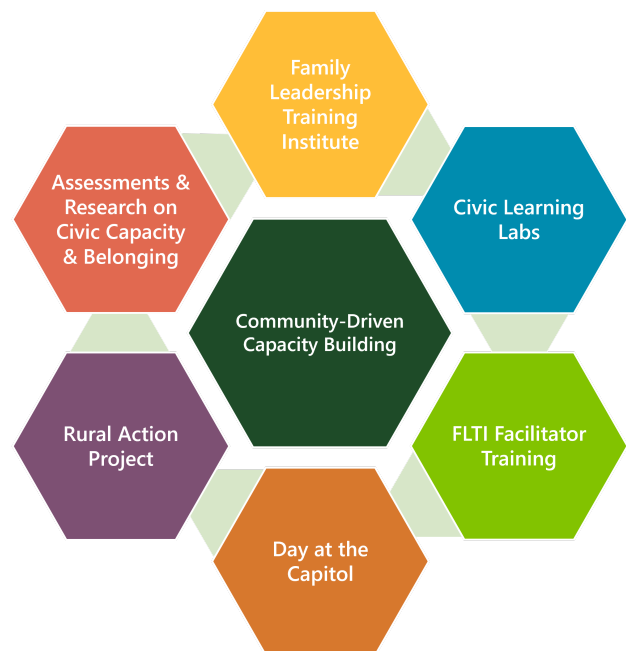 Family
Leadership
Training
Institute
Assessments &
Research on
Civic Capacity
& Belonging
Civic Learning
Labs
Community-Driven
Capacity Building
Rural Action
Project
FLTI Facilitator
Training
Day at the
Capitol